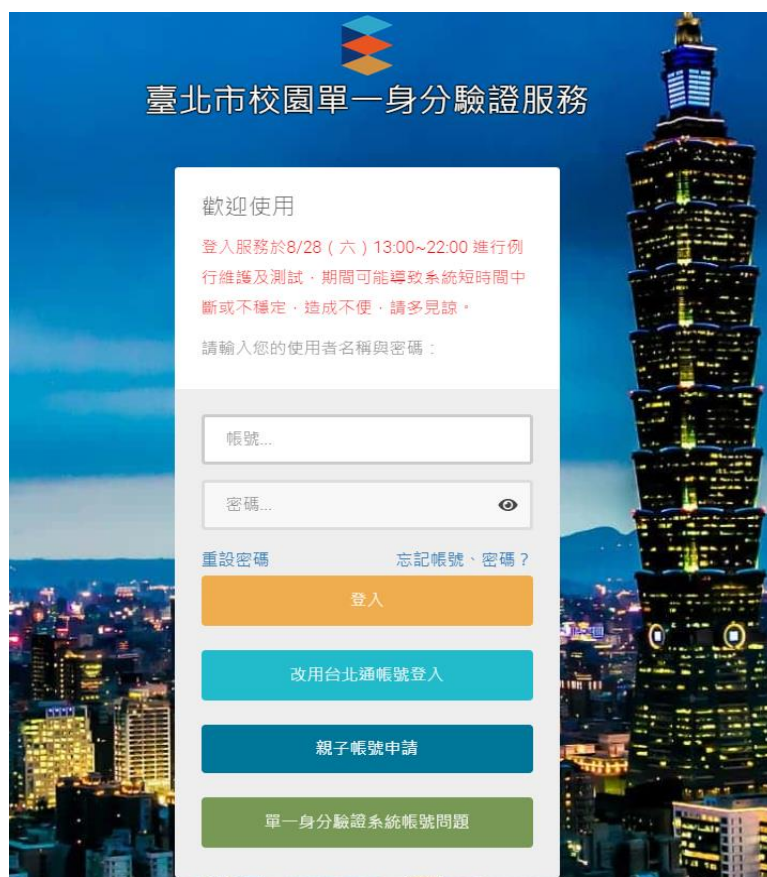 臺北市校園單一身分驗證服務
歡迎使用
登入服務於8/28(六)13:00~22:00 進行例
行維護及測試,期間可能導致系統短時間中
斷或不穩定,造成不便,請多見諒。
請輸入您的使用者名稱與密碼:
帳號...
密碼...
重設密碼 忘記帳號、密碼?
登入
改用台北通帳號登入
親子帳號申請
單一身分驗證系統帳號問題